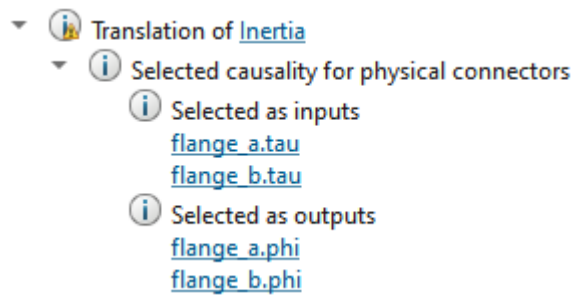 Translation of Inertia
Selected causality for physical connectors
Selected as inputs
flange_a.tau
flange_b.tau
Selected as outputs
flange_a.phi
flange_b.phi